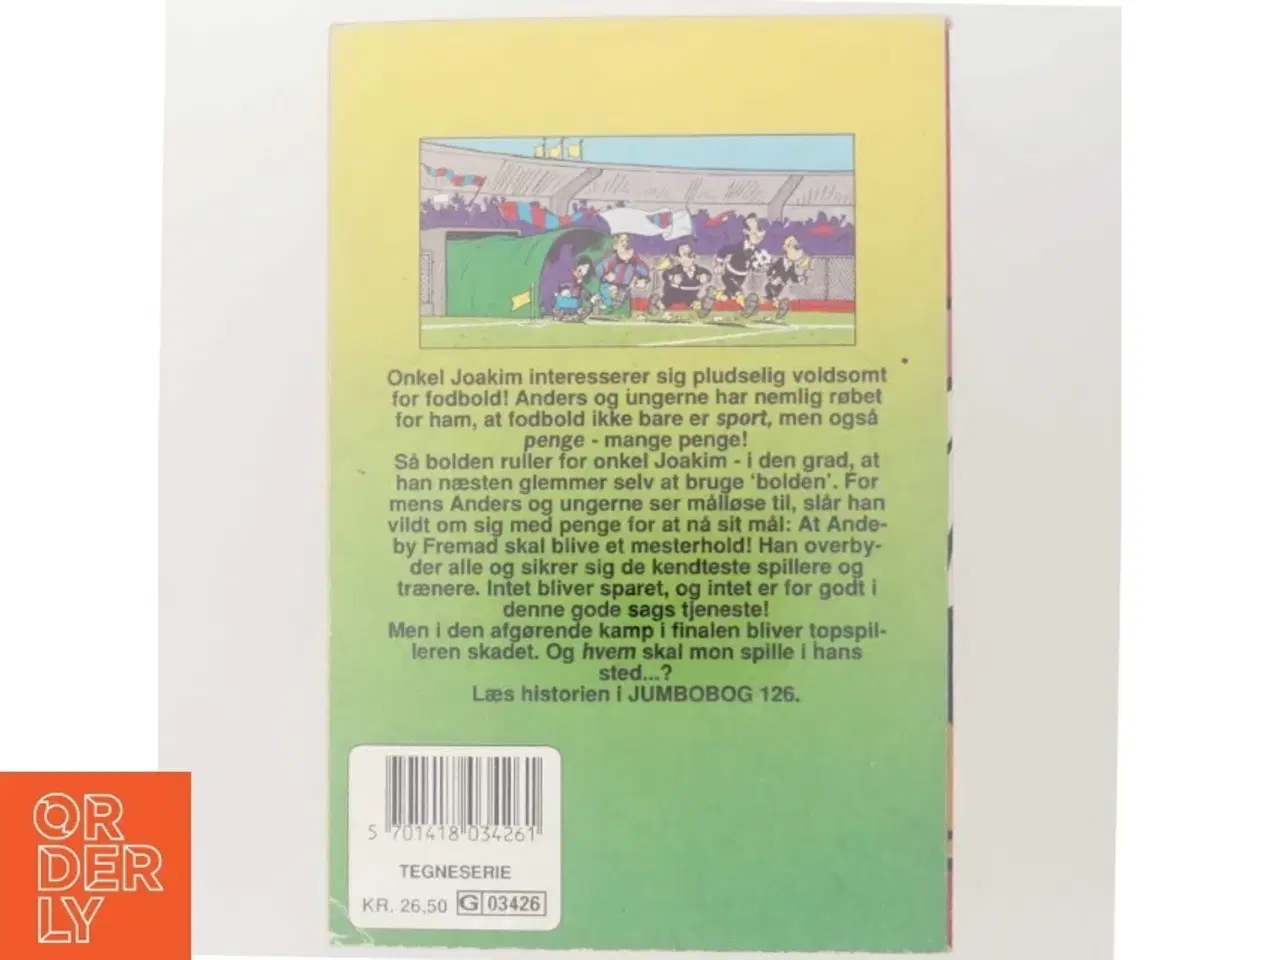 Onkel Joakim interesserer sig pludselig voldsomt
for fodbold! Anders og ungerne har nemlig røbet
for ham, at fodbold ikke bare er sport, men også
penge - mange penge!
Så bolden ruller for onkel Joakim - i den grad, at
han næsten glemmer selv at bruge 'bolden'. For
mens Anders og ungerne ser målløse til, slår han
vildt om sig med penge for at nå sit mål: At Ande-
by Fremad skal blive et mesterhold! Han overby-
der alle og sikrer sig de kendteste spillere og
trænere. Intet bliver sparet, og intet er for godt i
denne gode sags tjeneste!
Men i den afgørende kamp i finalen bliver topspil-
leren skadet. Og hvem skal mon spille i hans
sted...?
Læs historien i JUMBOBOG 126.
5 701418 034261
TEGNESERIE
KR. 26,50 G 03426
OR
DER
LY